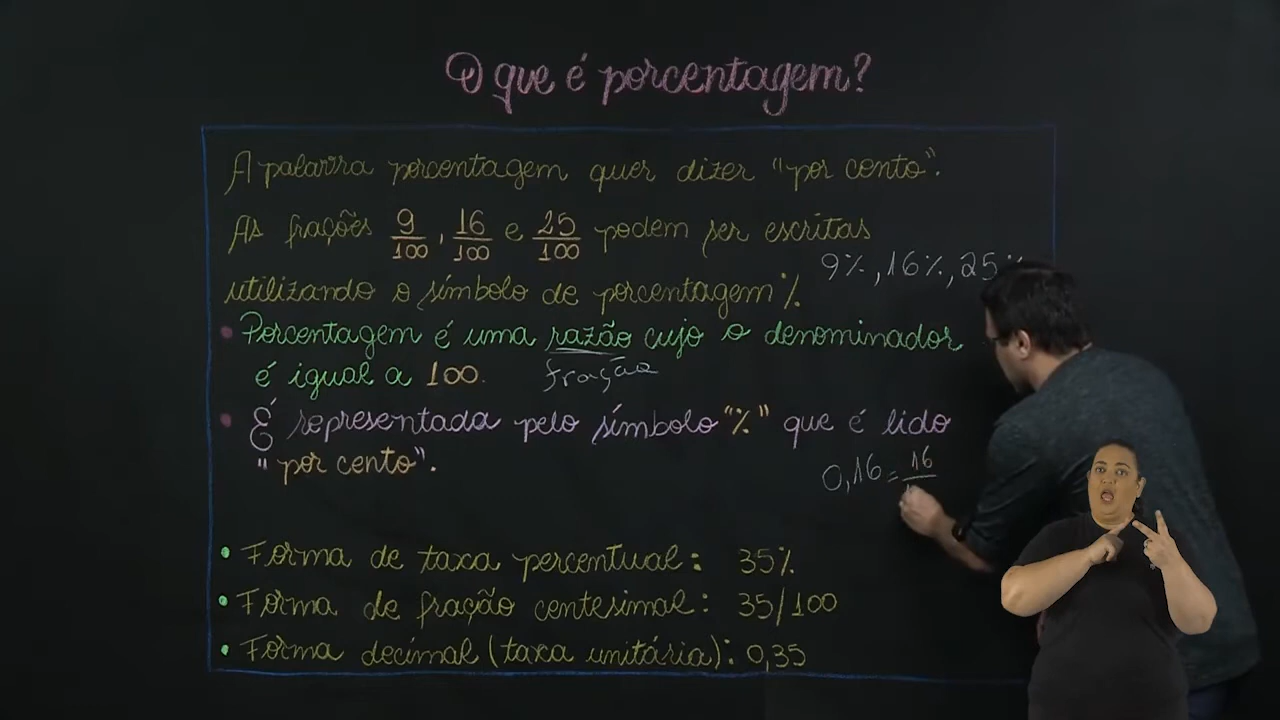 O que é porcentagem?
A palavra porcentagem quer dizer "por cento".
As frações 9/100, 16/100 e 25/100 podem ser escritas
utilizando o símbolo de porcentagem %
9%, 16%, 25%
• Porcentagem é uma razão cujo o denominador
é igual a 100.
fração
• É representada pelo símbolo "%" que é lido
"por cento".
0,16 = 16
• Forma de taxa percentual: 35%
• Forma de fração centesimal: 35/100
• Forma decimal (taxa unitária): 0,35